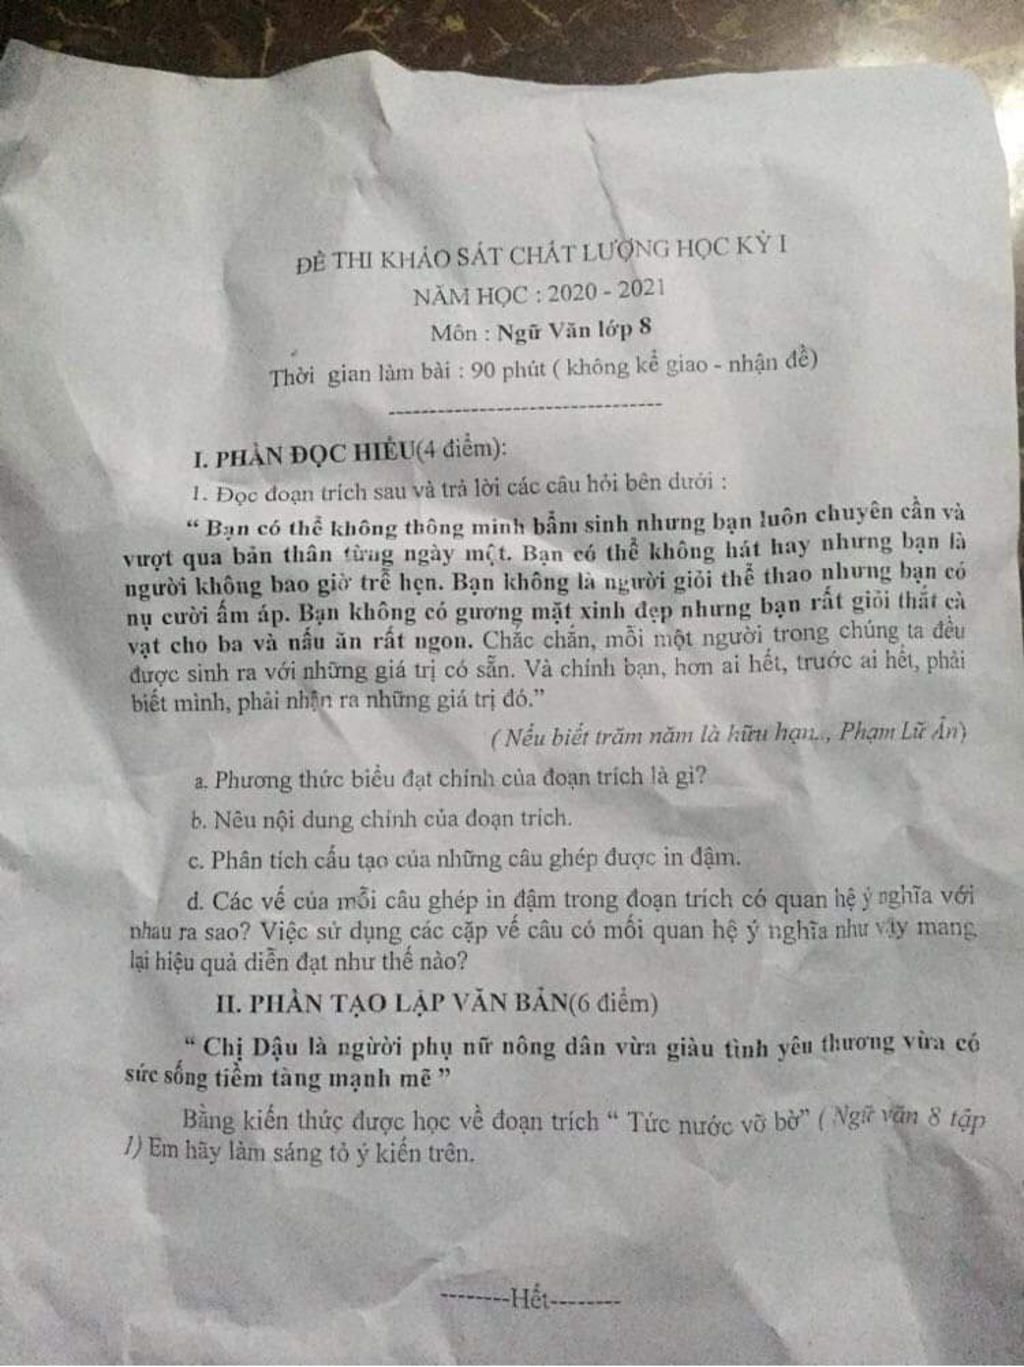 ĐỀ THI KHẢO SÁT CHẤT LƯỢNG HỌC KỲ I
NĂM HỌC : 2020 - 2021
Môn : Ngữ Văn lớp 8
Thời gian làm bài : 90 phút ( không kể giao - nhận đề)
--------------------------------
I. PHẦN ĐỌC HIỂU(4 điểm):
1. Đọc đoạn trích sau và trả lời các câu hỏi bên dưới :
“ Bạn có thể không thông minh bẩm sinh nhưng bạn luôn chuyên cần và
vượt qua bản thân từng ngày một. Bạn có thể không hát hay nhưng bạn là
người không bao giờ trễ hẹn. Bạn không là người giỏi thể thao nhưng bạn có
nụ cười ấm áp. Bạn không có gương mặt xinh đẹp nhưng bạn rất giỏi thắt cà
vạt cho ba và nấu ăn rất ngon. Chắc chắn, mỗi một người trong chúng ta đều
được sinh ra với những giá trị có sẵn. Và chính bạn, hơn ai hết, trước ai hết, phải
biết mình, phải nhận ra những giá trị đó.”
( Nếu biết trăm năm là hữu hạn.., Phạm Lữ Ân)
a. Phương thức biểu đạt chính của đoạn trích là gì?
b. Nêu nội dung chính của đoạn trích.
c. Phân tích cấu tạo của những câu ghép được in đậm.
d. Các vế của mỗi câu ghép in đậm trong đoạn trích có quan hệ ý nghĩa với
nhau ra sao? Việc sử dụng các cặp vế câu có mối quan hệ ý nghĩa như vậy mang
lại hiệu quả diễn đạt như thế nào?
II. PHẦN TẠO LẬP VĂN BẢN(6 điểm)
“ Chị Dậu là ngừời phụ nữ nông dân vừa giàu tình yêu thương vừa có
sức sống tiềm tàng mạnh mẽ ”
Bằng kiến thức được học về đoạn trích “ Tức nước vỡ bờ” ( Ngữ văn 8 tập
1) Em hãy làm sáng tỏ ý kiến trên.
--------Hết--------